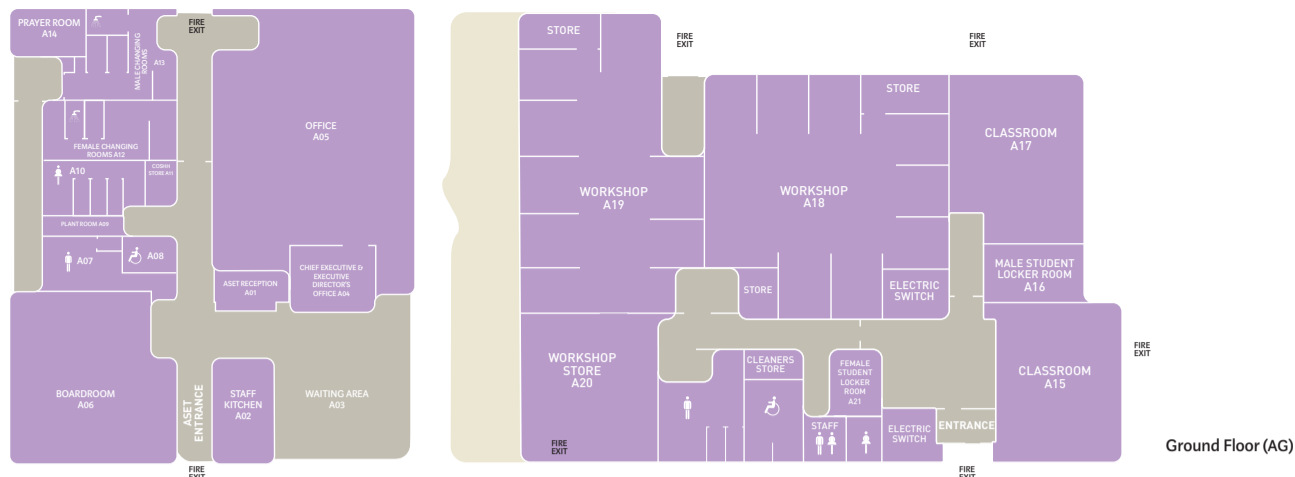 PRAYER ROOM
A14
FIRE
EXIT
MALE CHANGING
ROOMS
A13
OFFICE
A05
FEMALE CHANGING
ROOMS A12
COSHH
STORE A11
A10
PLANT ROOM A09
A07
A08
ASET RECEPTION
A01
CHIEF EXECUTIVE &
EXECUTIVE
DIRECTOR'S
OFFICE A04
BOARDROOM
A06
ASET
ENTRANCE
STAFF
KITCHEN
A02
WAITING AREA
A03
FIRE
EXIT
STORE
FIRE
EXIT
FIRE
EXIT
STORE
CLASSROOM
A17
WORKSHOP
A19
WORKSHOP
A18
MALE STUDENT
LOCKER ROOM
A16
STORE
ELECTRIC
SWITCH
WORKSHOP
STORE
A20
CLEANERS
STORE
FEMALE
STUDENT
LOCKER
ROOM
A21
CLASSROOM
A15
FIRE
EXIT
STAFF
ELECTRIC
SWITCH
ENTRANCE
FIRE
EXIT
FIRE
EXIT
Ground Floor (AG)